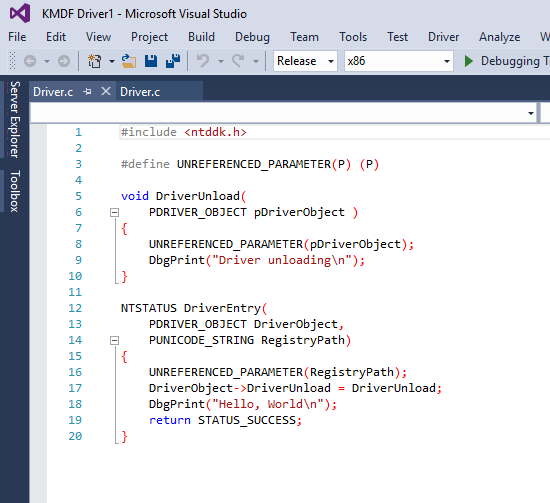 KMDF Driver1 - Microsoft Visual Studio
File Edit View Project Build Debug Team Tools Test Driver Analyze W
Release x86 Debugging T
Server Explorer
Toolbox
Driver.c Driver.c
1 #include <ntddk.h>
2
3 #define UNREFERENCED_PARAMETER(P) (P)
4
5 void DriverUnload(
6 PDRIVER_OBJECT pDriverObject )
7 {
8 UNREFERENCED_PARAMETER(pDriverObject);
9 DbgPrint("Driver unloading\n");
10 }
11
12 NTSTATUS DriverEntry(
13 PDRIVER_OBJECT DriverObject,
14 PUNICODE_STRING RegistryPath)
15 {
16 UNREFERENCED_PARAMETER(RegistryPath);
17 DriverObject->DriverUnload = DriverUnload;
18 DbgPrint("Hello, World\n");
19 return STATUS_SUCCESS;
20 }